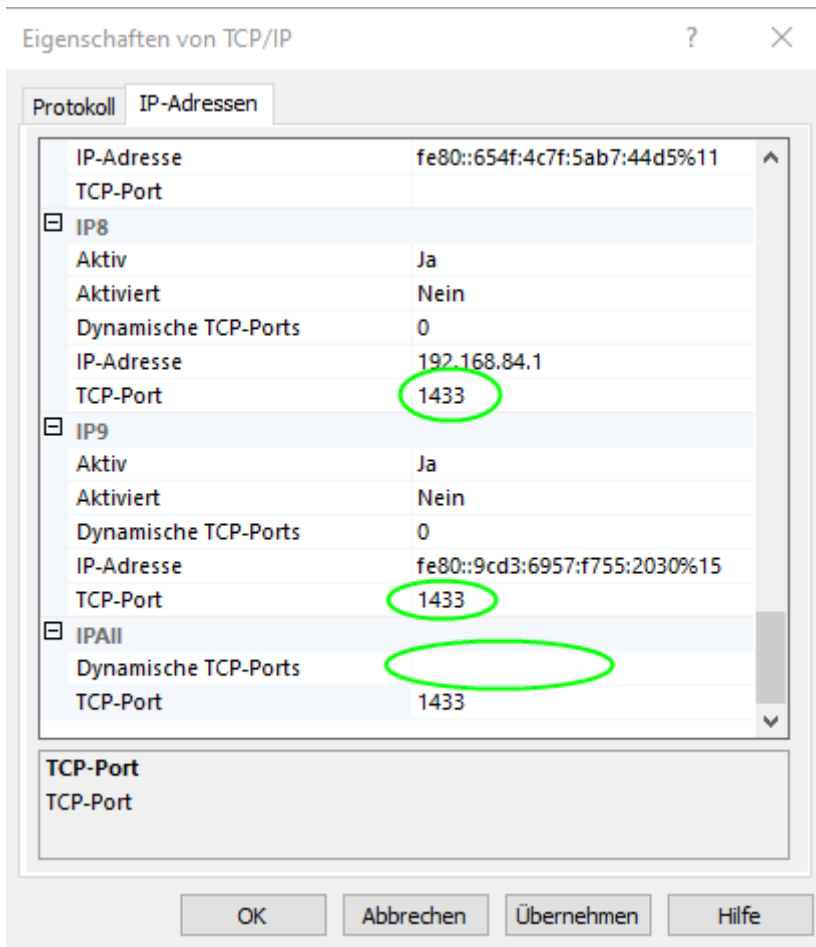 Eigenschaften von TCP/IP ? ×
Protokoll IP-Adressen
IP-Adresse fe80::654f:4c7f:5ab7:44d5%11
TCP-Port
IP8
Aktiv Ja
Aktiviert Nein
Dynamische TCP-Ports 0
IP-Adresse 192.168.84.1
TCP-Port 1433
IP9
Aktiv Ja
Aktiviert Nein
Dynamische TCP-Ports 0
IP-Adresse fe80::9cd3:6957:f755:2030%15
TCP-Port 1433
IPAll
Dynamische TCP-Ports
TCP-Port 1433
TCP-Port
TCP-Port
OK Abbrechen Übernehmen Hilfe